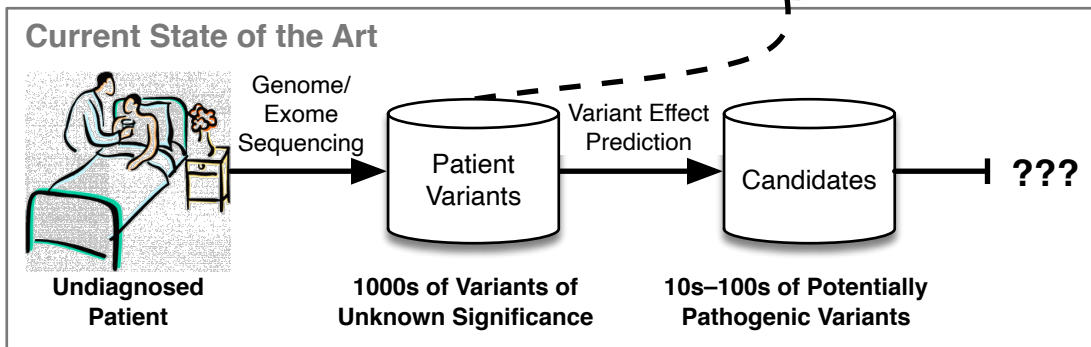 Current State of the Art
Genome/
Exome
Sequencing
Patient
Variants
Variant Effect
Prediction
Candidates
???
Undiagnosed
Patient
1000s of Variants of
Unknown Significance
10s–100s of Potentially
Pathogenic Variants